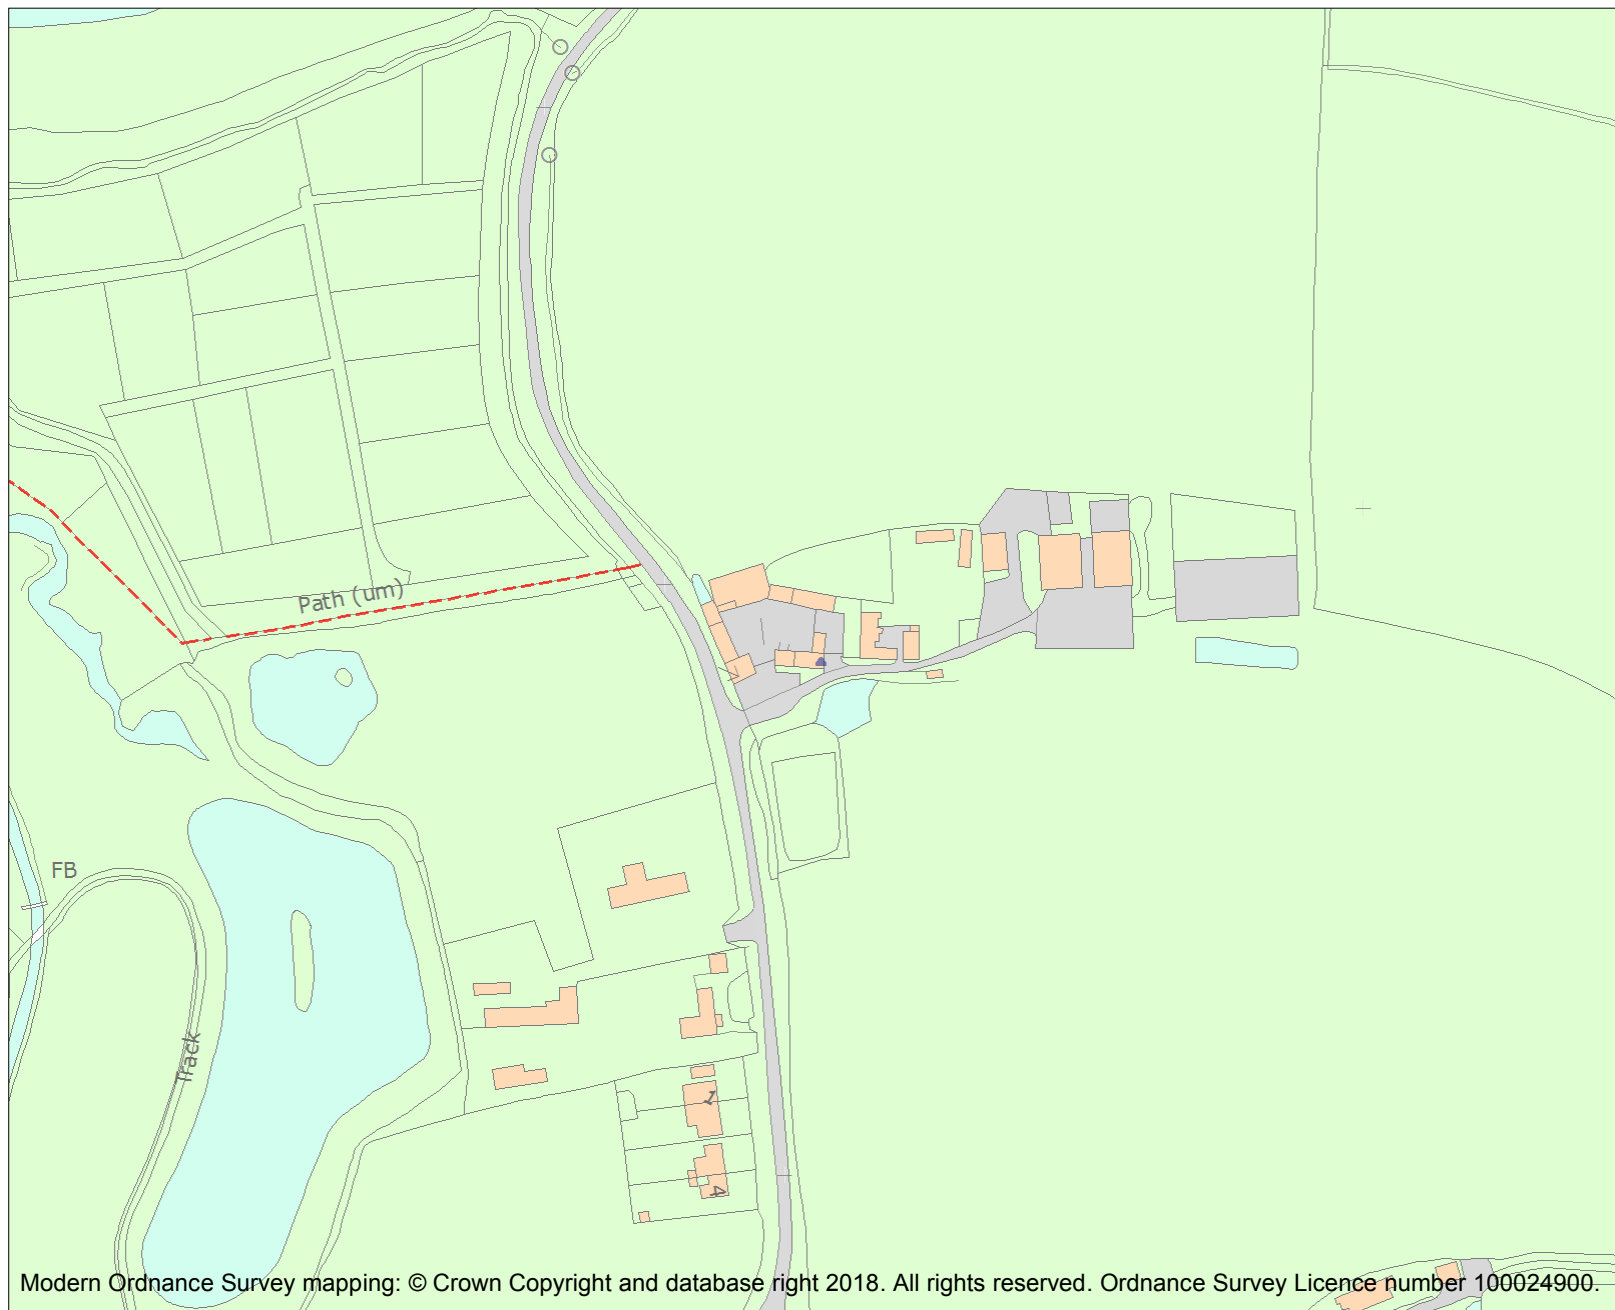 Path (um)
FB
Track
1
4
Modern Ordnance Survey mapping: © Crown Copyright and database right 2018. All rights reserved. Ordnance Survey Licence number 100024900.